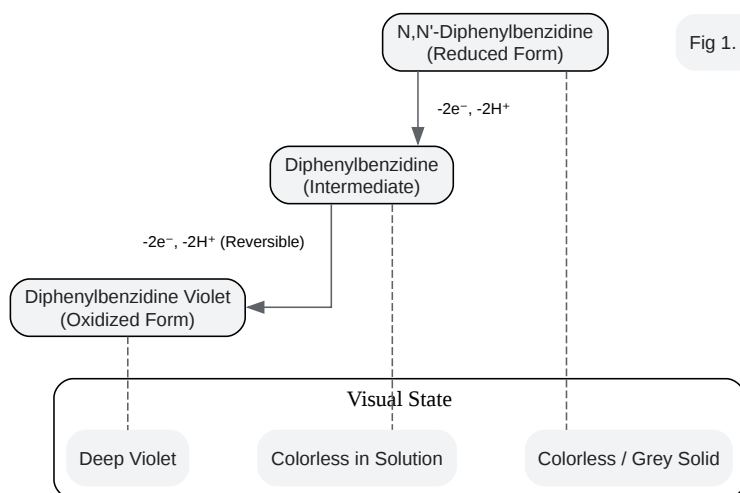 N,N'-Diphenylbenzidine
(Reduced Form)
Fig 1.
-2e⁻, -2H⁺
Diphenylbenzidine
(Intermediate)
-2e⁻, -2H⁺ (Reversible)
Diphenylbenzidine Violet
(Oxidized Form)
Visual State
Deep Violet
Colorless in Solution
Colorless / Grey Solid